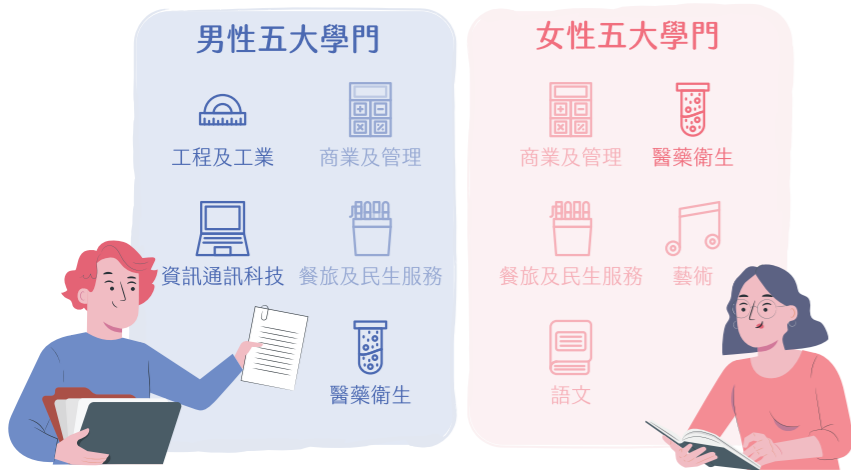 男性五大學門
工程及工業
商業及管理
資訊通訊科技
餐旅及民生服務
醫藥衛生
女性五大學門
商業及管理
醫藥衛生
餐旅及民生服務
藝術
語文